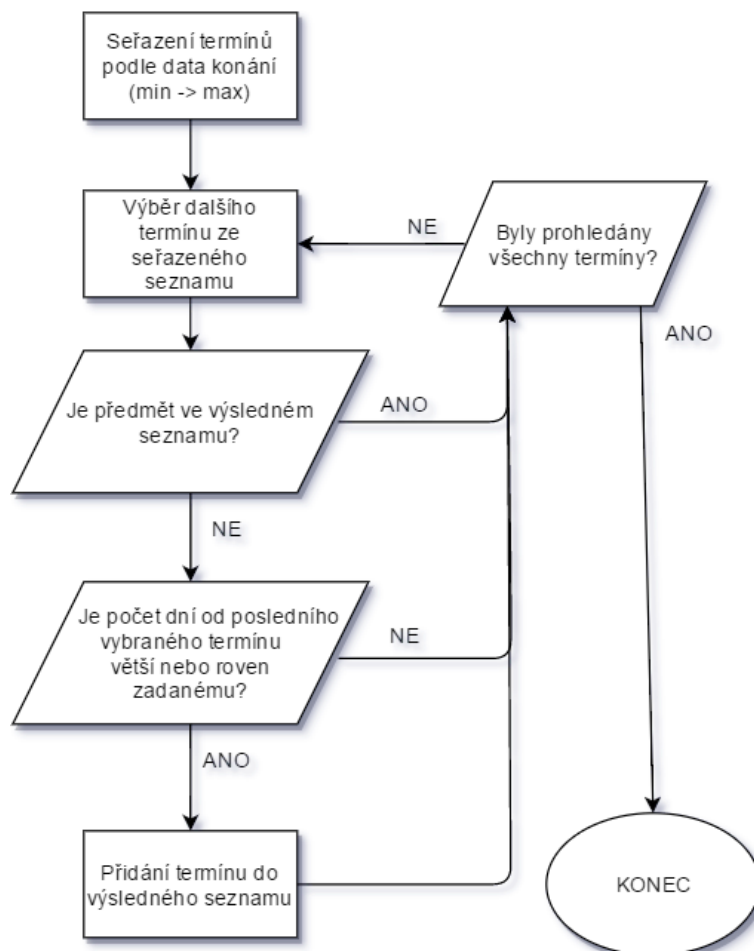 Seřazení termínů
podle data konání
(min -> max)
Výběr dalšího
termínu ze
seřazeného
seznamu
NE
Byly prohledány
všechny termíny?
ANO
Je předmět ve výsledném
seznamu?
ANO
NE
Je počet dní od posledního
vybraného termínu
větší nebo roven
zadanému?
NE
ANO
Přidání termínu do
výsledného seznamu
KONEC